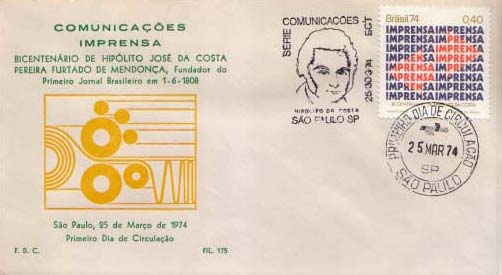 COMUNICAÇÕES
IMPRENSA
BICENTENÁRIO DE HIPÓLITO JOSÉ DA COSTA
PEREIRA FURTADO DE MENDONÇA, Fundador do
Primeiro Jornal Brasileiro em 1-6-1808
São Paulo, 25 de Março de 1974
Primeiro Dia de Circulação
F. D. C.
FIL. 175
SERIE COMUNICAÇÕES ECT
HIPOLITO DA COSTA
SÃO PAULO-SP
Brasil 74 0,40
IMPRENSAIMPRENSA
IMPRENSAIMPRENSA
IMPRENSAIMPRENSA
IMPRENSAIMPRENSA
IMPRENSAIMPRENSA
IMPRENSAIMPRENSA
IMPRENSAIMPRENSA
IMPRENSAIMPRENSA
PRIMEIRO DIA DE CIRCULAÇÃO
25 MAR 74
SP
SÃO PAULO